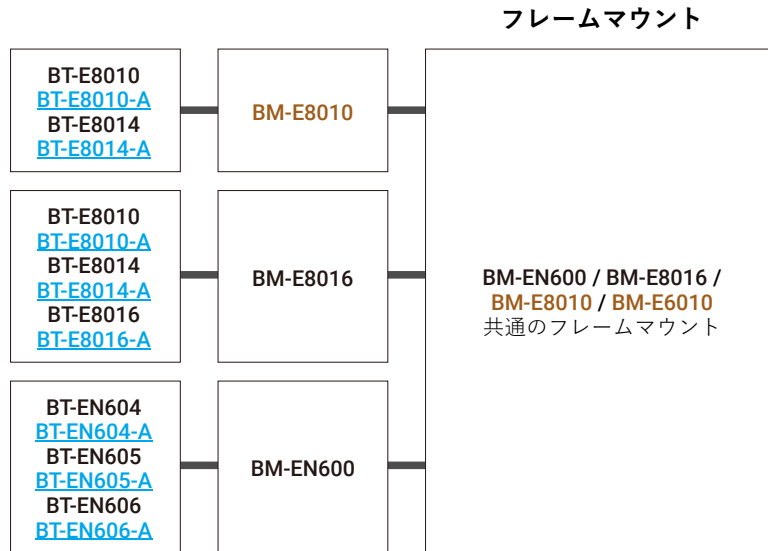 フレームマウント
BT-E8010
BT-E8010-A
BT-E8014
BT-E8014-A
BM-E8010
BT-E8010
BT-E8010-A
BT-E8014
BT-E8014-A
BT-E8016
BT-E8016-A
BM-E8016
BT-EN604
BT-EN604-A
BT-EN605
BT-EN605-A
BT-EN606
BT-EN606-A
BM-EN600
BM-EN600 / BM-E8016 /
BM-E8010 / BM-E6010
共通のフレームマウント